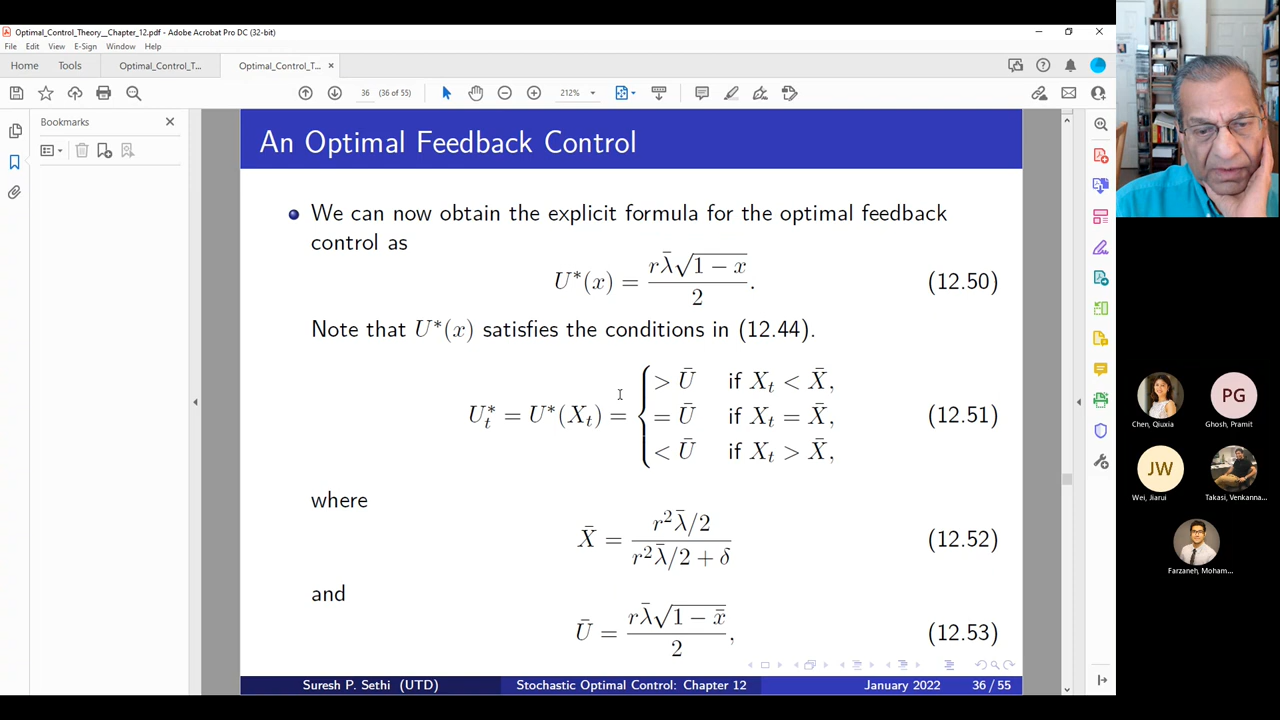 Optimal_Control_Theory__Chapter_12.pdf - Adobe Acrobat Pro DC (32-bit)
File Edit View E-Sign Window Help
Home Tools Optimal_Control_T... Optimal_Control_T... ×
36 (36 of 55) 212%
Bookmarks
An Optimal Feedback Control
We can now obtain the explicit formula for the optimal feedback
control as
U*(x) = rλ̄√(1 − x) / 2. (12.50)
Note that U*(x) satisfies the conditions in (12.44).
U*_t = U*(X_t) = { > Ū if X_t < X̄,
= Ū if X_t = X̄, (12.51)
< Ū if X_t > X̄,
where
X̄ = (r²λ̄/2) / (r²λ̄/2 + δ) (12.52)
and
Ū = rλ̄√(1 − x̄) / 2, (12.53)
Suresh P. Sethi (UTD) Stochastic Optimal Control: Chapter 12 January 2022 36 / 55
Chen, Qiuxia
PG
Ghosh, Pramit
JW
Wei, Jiarui
Takasi, Venkanna...
Farzaneh, Moham...